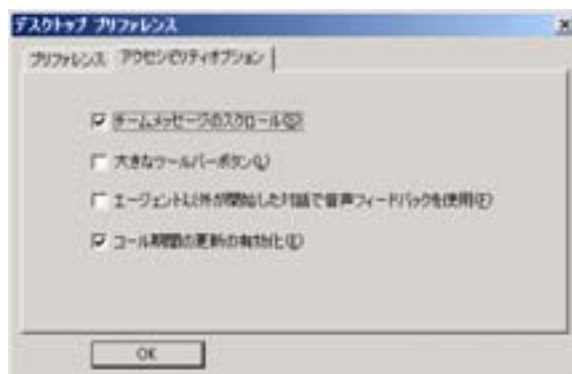 デスクトップ プリファレンス
プリファレンス アクセシビリティオプション
チームメッセージのスクロール(S)
大きなツールバーボタン(L)
エージェント以外が開始した対話で音声フィードバックを使用(F)
コール期間の更新の有効化(D)
OK